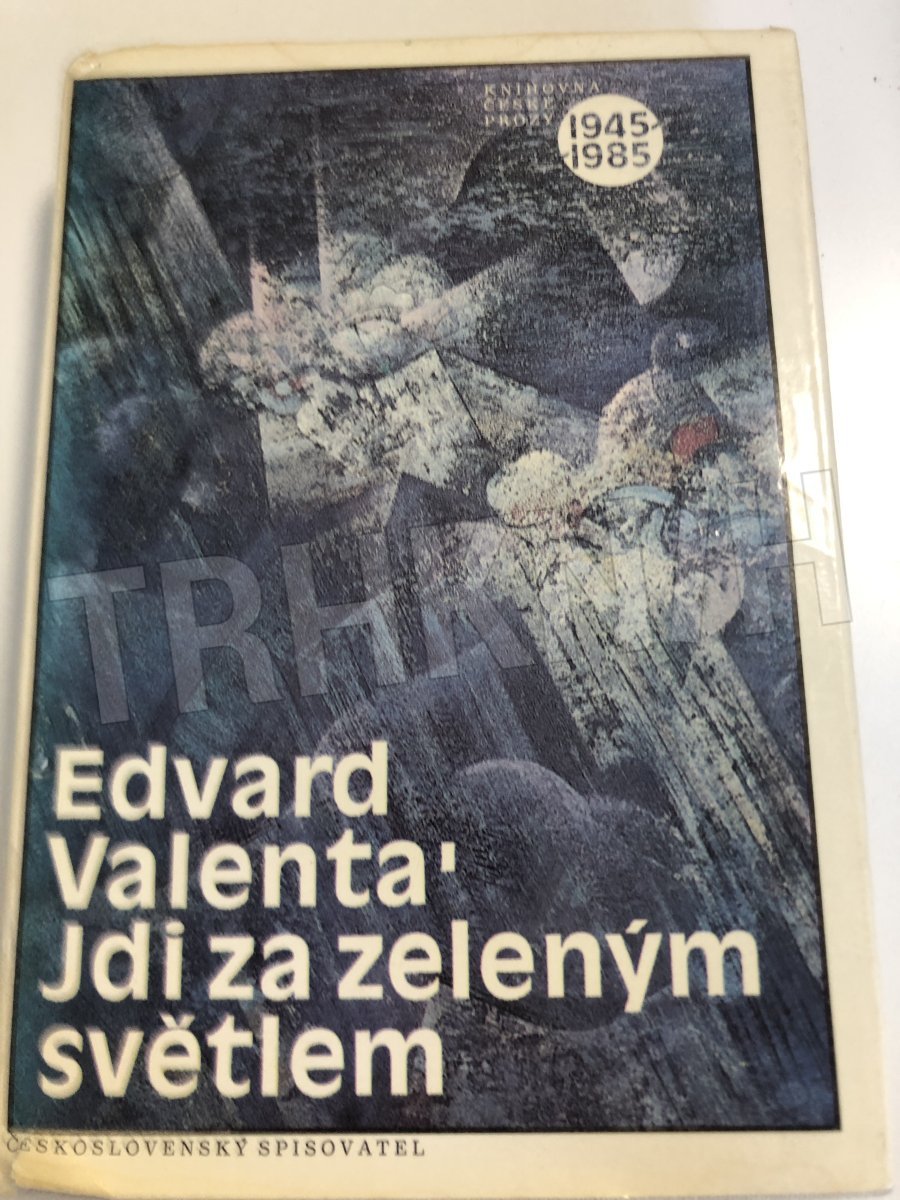 KNIHOVNA
ČESKÉ
PRÓZY
1945-
-1985
Edvard
Valenta
Jdi za zeleným
světlem
ČESKOSLOVENSKÝ SPISOVATEL